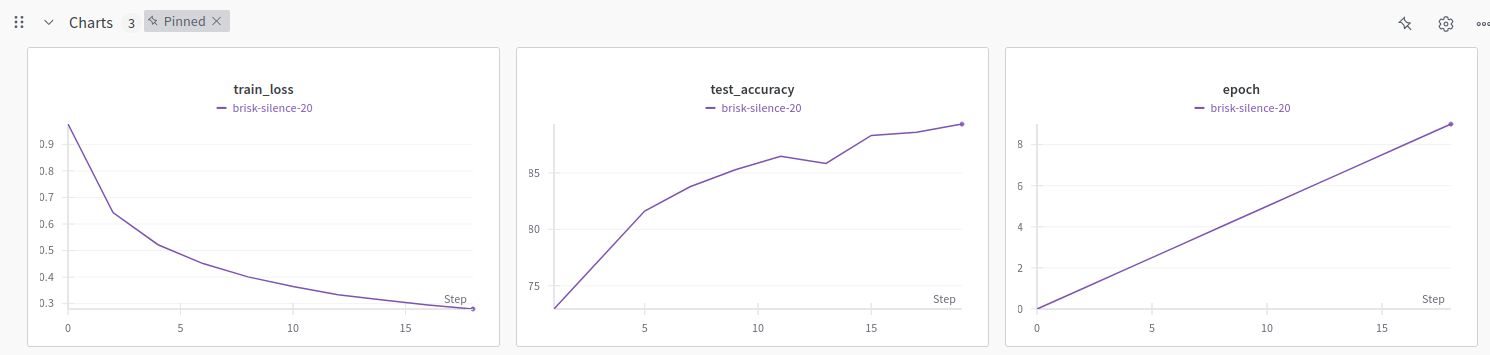 Charts 3 Pinned
train_loss
brisk-silence-20
0.9
0.8
0.7
0.6
0.5
0.4
0.3
Step
0 5 10 15
test_accuracy
brisk-silence-20
85
80
75
Step
5 10 15
epoch
brisk-silence-20
8
6
4
2
0
Step
0 5 10 15